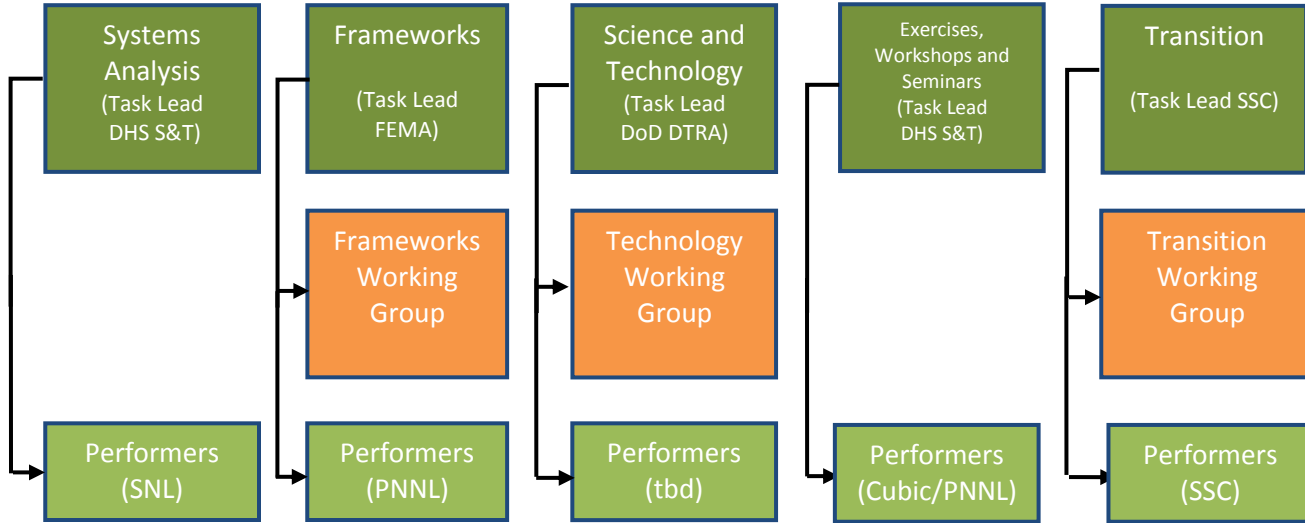 Systems
Analysis
(Task Lead
DHS S&T)
Frameworks
(Task Lead
FEMA)
Science and
Technology
(Task Lead
DoD DTRA)
Exercises,
Workshops and
Seminars
(Task Lead
DHS S&T)
Transition
(Task Lead SSC)
Frameworks
Working
Group
Technology
Working
Group
Transition
Working
Group
Performers
(SNL)
Performers
(PNNL)
Performers
(tbd)
Performers
(Cubic/PNNL)
Performers
(SSC)